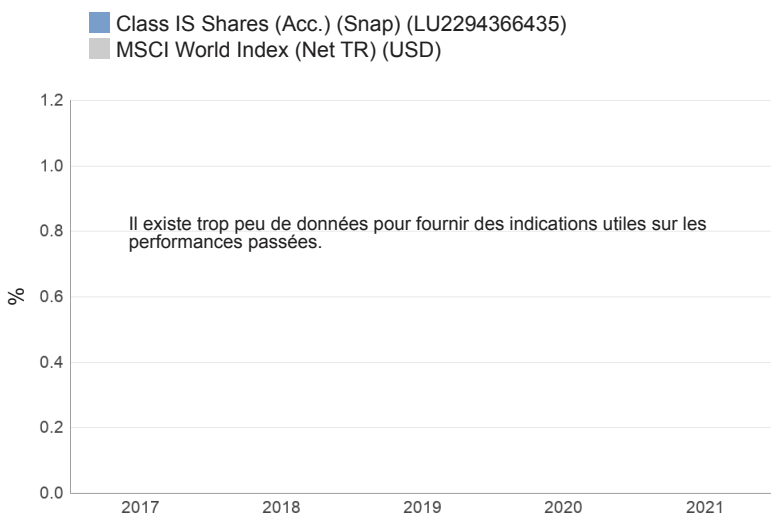 Class IS Shares (Acc.) (Snap) (LU2294366435)
MSCI World Index (Net TR) (USD)
1.2
1.0
0.8
0.6
0.4
0.2
0.0
%
Il existe trop peu de données pour fournir des indications utiles sur les
performances passées.
2017 2018 2019 2020 2021